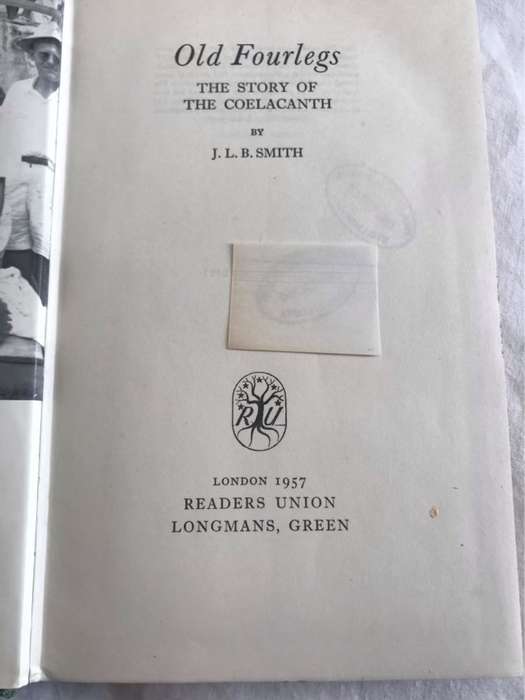 Old Fourlegs
THE STORY OF
THE COELACANTH
BY
J. L. B. SMITH
RU
LONDON 1957
READERS UNION
LONGMANS, GREEN